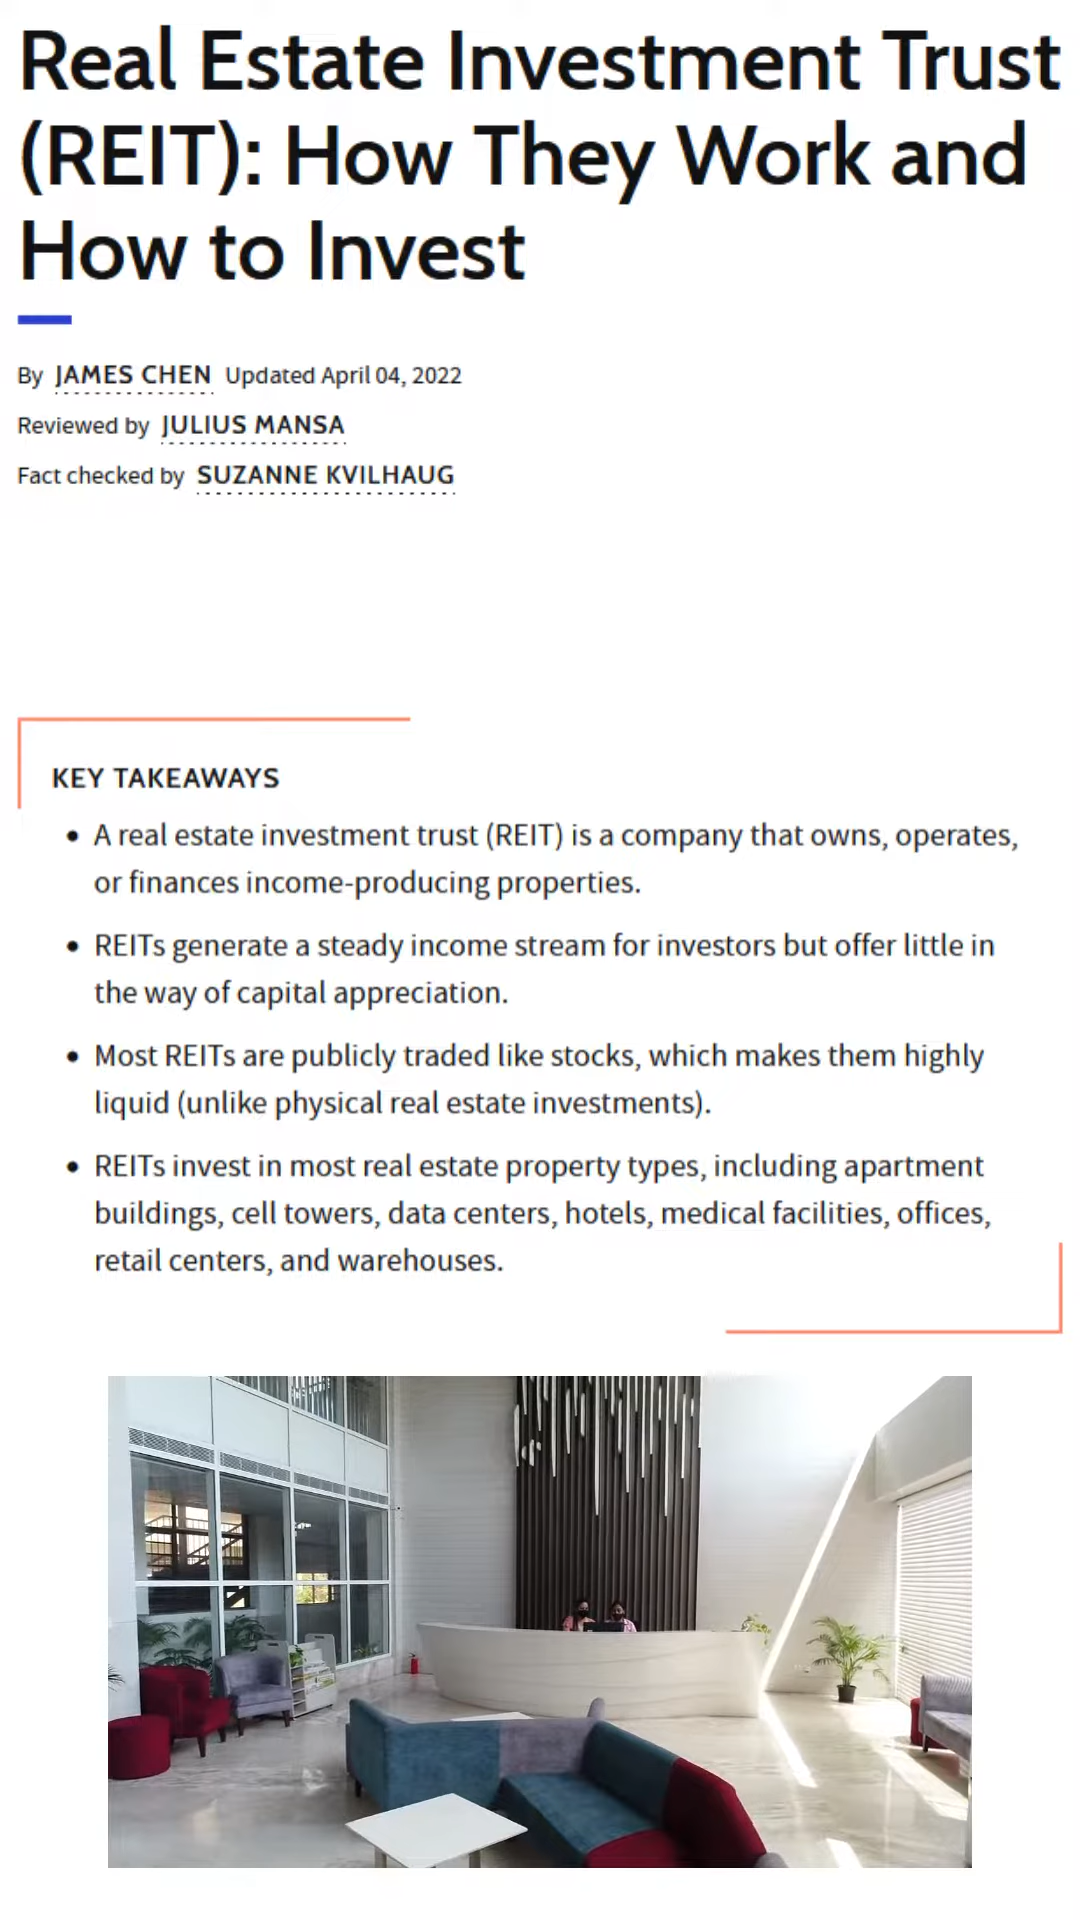 Real Estate Investment Trust
(REIT): How They Work and
How to Invest
By JAMES CHEN Updated April 04, 2022
Reviewed by JULIUS MANSA
Fact checked by SUZANNE KVILHAUG
KEY TAKEAWAYS
• A real estate investment trust (REIT) is a company that owns, operates,
or finances income-producing properties.
• REITs generate a steady income stream for investors but offer little in
the way of capital appreciation.
• Most REITs are publicly traded like stocks, which makes them highly
liquid (unlike physical real estate investments).
• REITs invest in most real estate property types, including apartment
buildings, cell towers, data centers, hotels, medical facilities, offices,
retail centers, and warehouses.